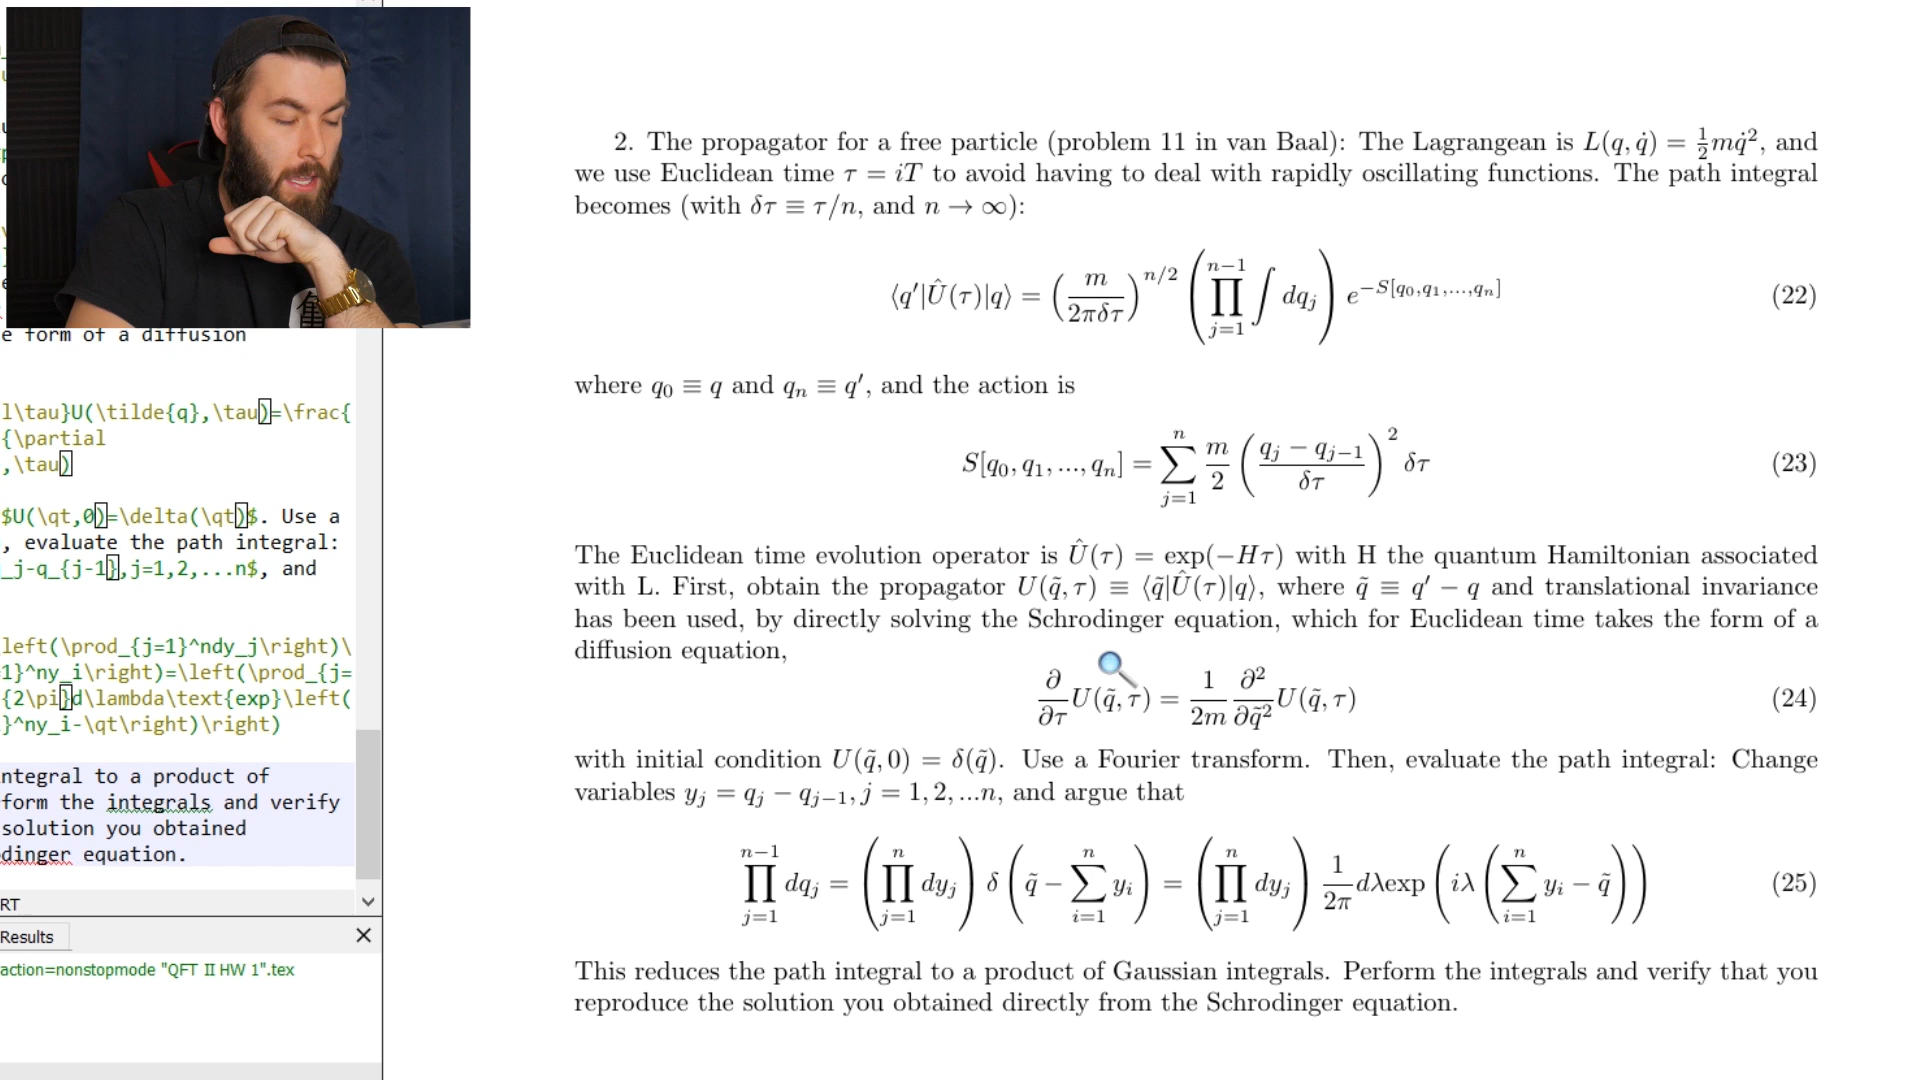 e form of a diffusion
l\tau}U(\tilde{q},\tau)=\frac{
{\partial
,\tau)
$U(\qt,0)=\delta(\qt)$. Use a
, evaluate the path integral:
_j-q_{j-1},j=1,2,...n$, and
left(\prod_{j=1}^ndy_j\right)\
1}^ny_i\right)=\left(\prod_{j=
{2\pi}d\lambda\text{exp}\left(
}^ny_i-\qt\right)\right)
ntegral to a product of
form the integrals and verify
solution you obtained
dinger equation.
RT
Results
action=nonstopmode "QFT II HW 1".tex
2. The propagator for a free particle (problem 11 in van Baal): The Lagrangean is L(q, q̇) = ½mq̇², and
we use Euclidean time τ = iT to avoid having to deal with rapidly oscillating functions. The path integral
becomes (with δτ ≡ τ/n, and n → ∞):
⟨q′|Û(τ)|q⟩ = (m/2πδτ)^{n/2} (∏_{j=1}^{n−1} ∫ dq_j) e^{−S[q₀,q₁,...,q_n]} (22)
where q₀ ≡ q and q_n ≡ q′, and the action is
S[q₀, q₁, ..., q_n] = ∑_{j=1}^{n} m/2 ((q_j − q_{j−1})/δτ)² δτ (23)
The Euclidean time evolution operator is Û(τ) = exp(−Hτ) with H the quantum Hamiltonian associated
with L. First, obtain the propagator U(q̃, τ) ≡ ⟨q̃|Û(τ)|q⟩, where q̃ ≡ q′ − q and translational invariance
has been used, by directly solving the Schrodinger equation, which for Euclidean time takes the form of a
diffusion equation,
∂/∂τ U(q̃, τ) = 1/2m ∂²/∂q̃² U(q̃, τ) (24)
with initial condition U(q̃, 0) = δ(q̃). Use a Fourier transform. Then, evaluate the path integral: Change
variables y_j = q_j − q_{j−1}, j = 1, 2, ...n, and argue that
∏_{j=1}^{n−1} dq_j = (∏_{j=1}^{n} dy_j) δ(q̃ − ∑_{i=1}^{n} y_i) = (∏_{j=1}^{n} dy_j) 1/2π dλexp(iλ(∑_{i=1}^{n} y_i − q̃)) (25)
This reduces the path integral to a product of Gaussian integrals. Perform the integrals and verify that you
reproduce the solution you obtained directly from the Schrodinger equation.